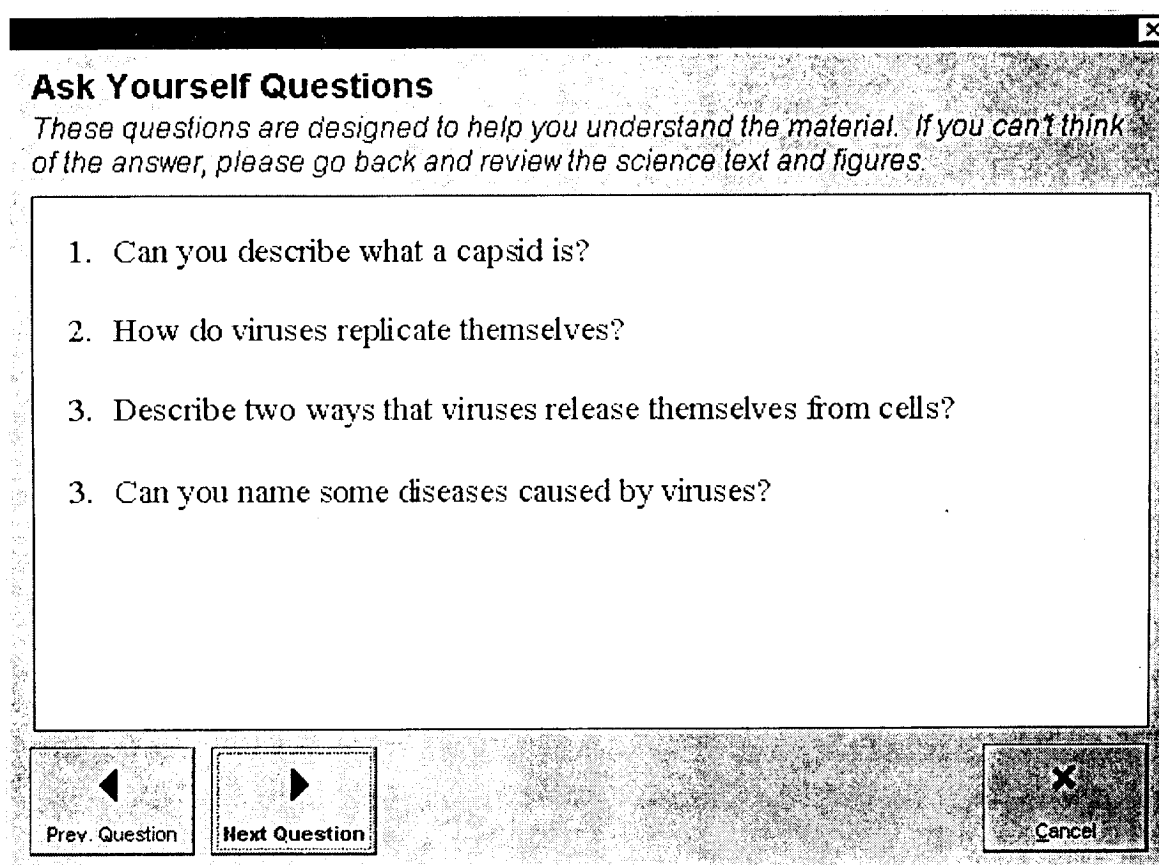 Ask Yourself Questions
These questions are designed to help you understand the material. If you can't think
of the answer, please go back and review the science text and figures.
1. Can you describe what a capsid is?
2. How do viruses replicate themselves?
3. Describe two ways that viruses release themselves from cells?
3. Can you name some diseases caused by viruses?
Prev. Question
Next Question
Cancel